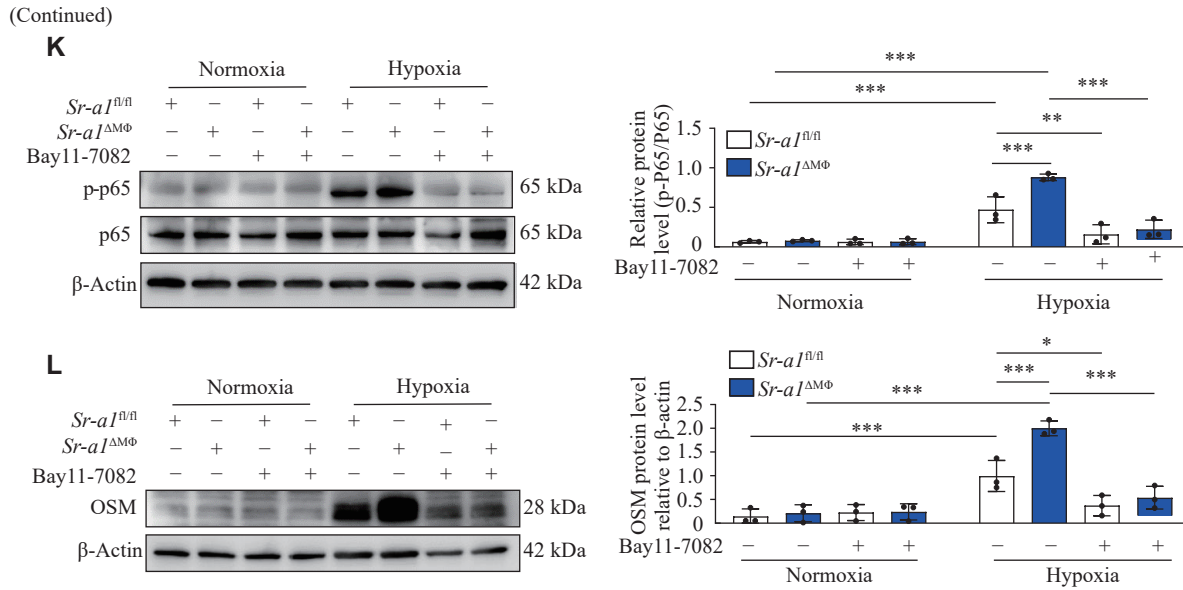 (Continued)
K
Normoxia Hypoxia
Sr-a1fl/fl + − + − + − + −
Sr-a1ΔMΦ − + − + − + − +
Bay11-7082 − − + + − − + +
p-p65 65 kDa
p65 65 kDa
β-Actin 42 kDa
***
*** ***
**
***
Sr-a1fl/fl
Sr-a1ΔMΦ
Relative protein
level (p-P65/P65)
1.5
1.0
0.5
0
Bay11-7082 − − + + − − + +
Normoxia Hypoxia
L
Normoxia Hypoxia
Sr-a1fl/fl + − + − + − + −
Sr-a1ΔMΦ − + − + − + − +
Bay11-7082 − − + + − − + +
OSM 28 kDa
β-Actin 42 kDa
*
***
*** ***
***
Sr-a1fl/fl
Sr-a1ΔMΦ
OSM protein level
relative to β-actin
2.5
2.0
1.5
1.0
0.5
0
Bay11-7082 − − + + − − + +
Normoxia Hypoxia